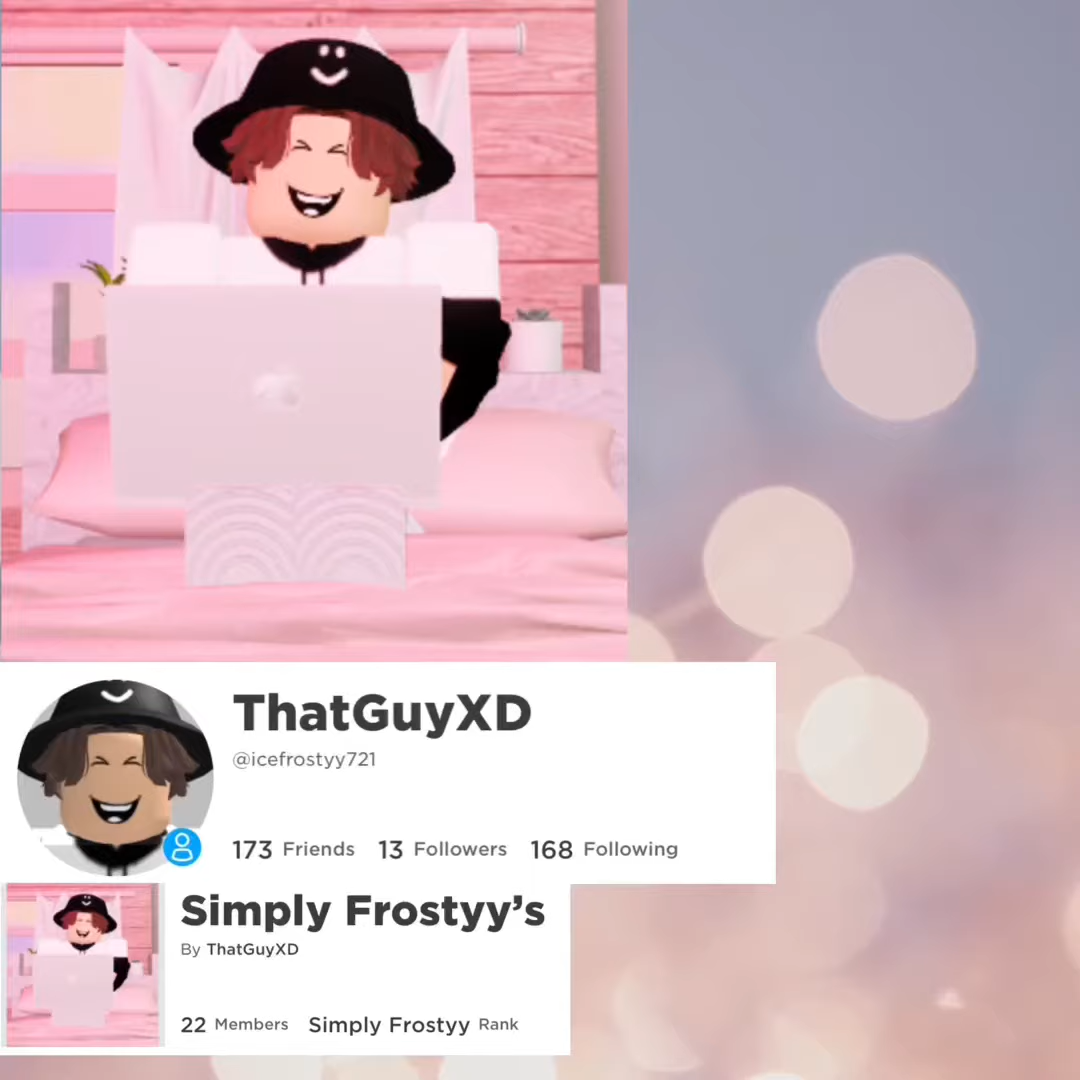 ThatGuyXD
@icefrostyy721
173 Friends 13 Followers 168 Following
Simply Frostyy’s
By ThatGuyXD
22 Members Simply Frostyy Rank